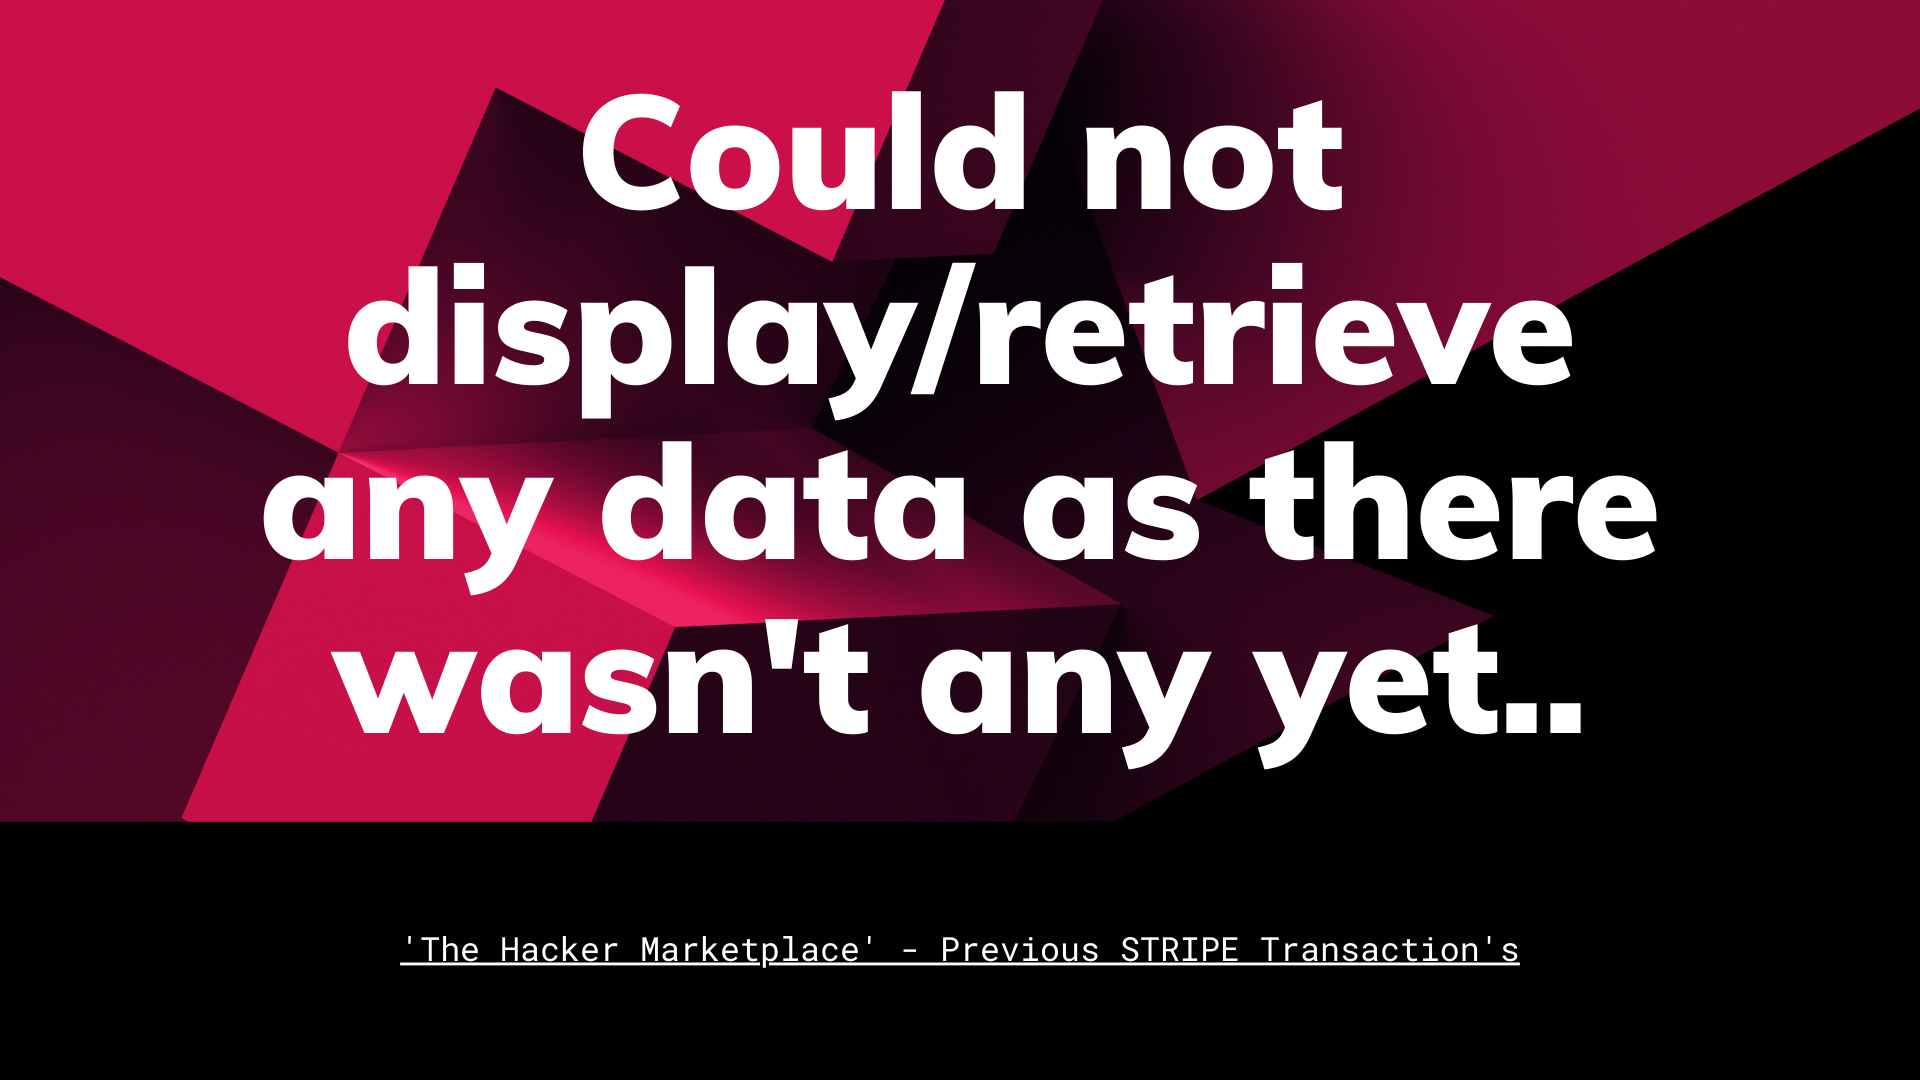 Could not
display/retrieve
any data as there
wasn't any yet..
'The Hacker Marketplace' - Previous STRIPE Transaction's